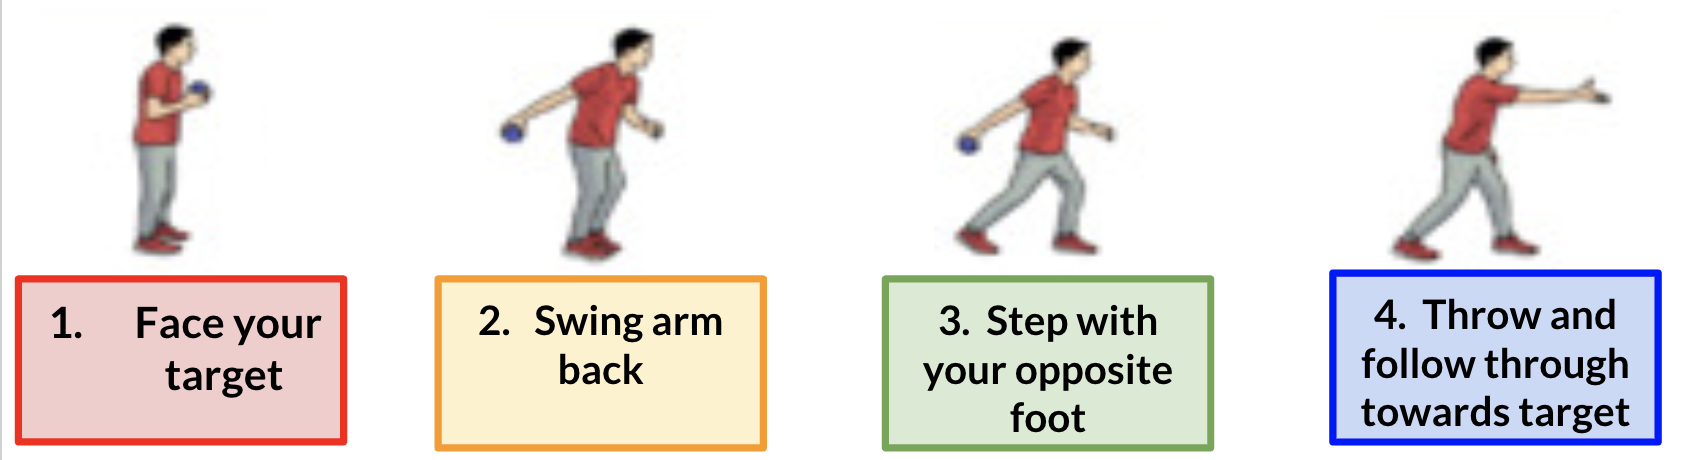 1. Face your
target
2. Swing arm
back
3. Step with
your opposite
foot
4. Throw and
follow through
towards target